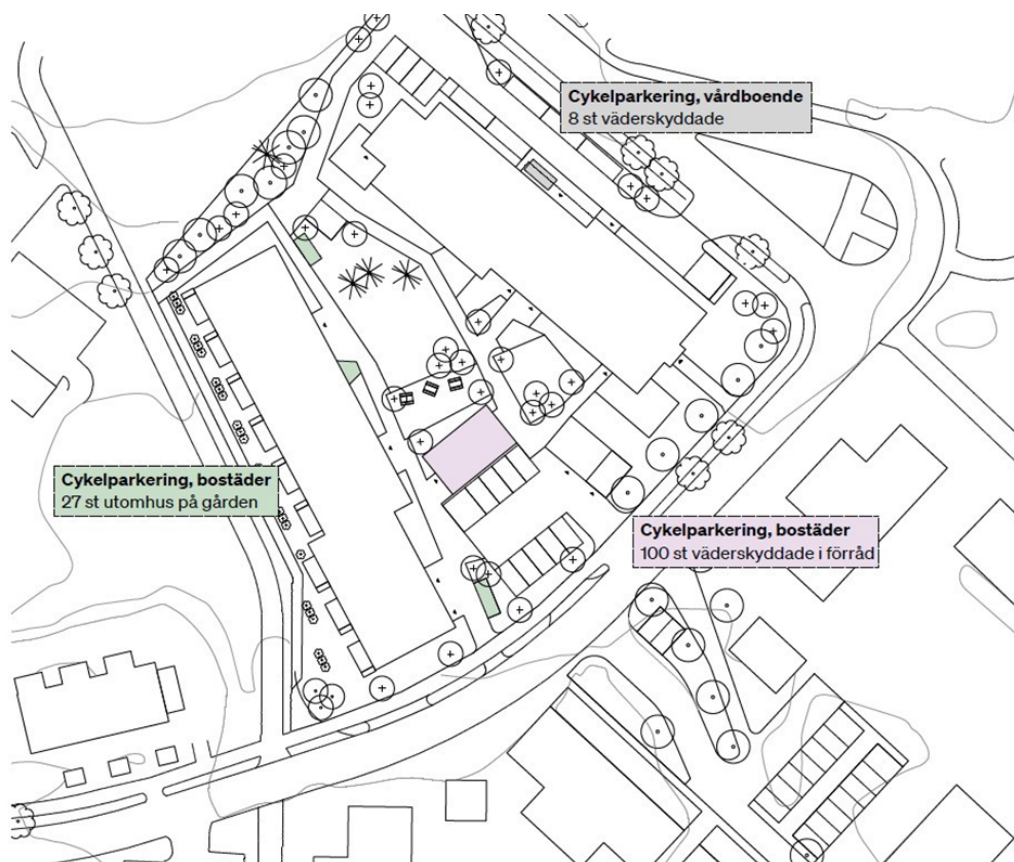 Cykelparkering, vårdboende
8 st väderskyddade
Cykelparkering, bostäder
27 st utomhus på gården
Cykelparkering, bostäder
100 st väderskyddade i förråd